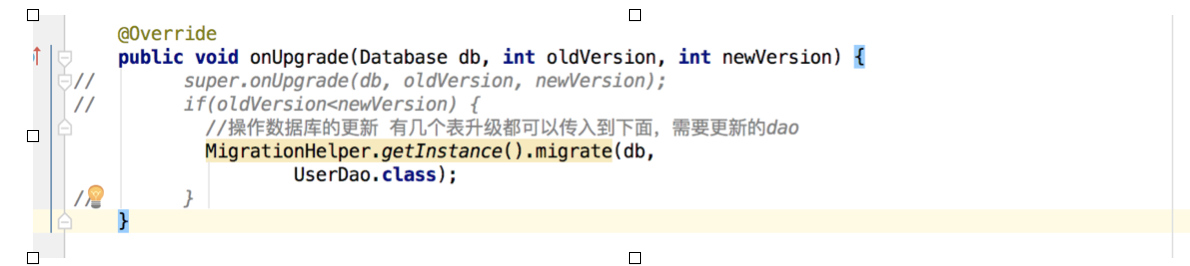 @Override
public void onUpgrade(Database db, int oldVersion, int newVersion) {
//        super.onUpgrade(db, oldVersion, newVersion);
//        if(oldVersion<newVersion) {
            //操作数据库的更新 有几个表升级都可以传入到下面，需要更新的dao
            MigrationHelper.getInstance().migrate(db,
                    UserDao.class);
//        }
}